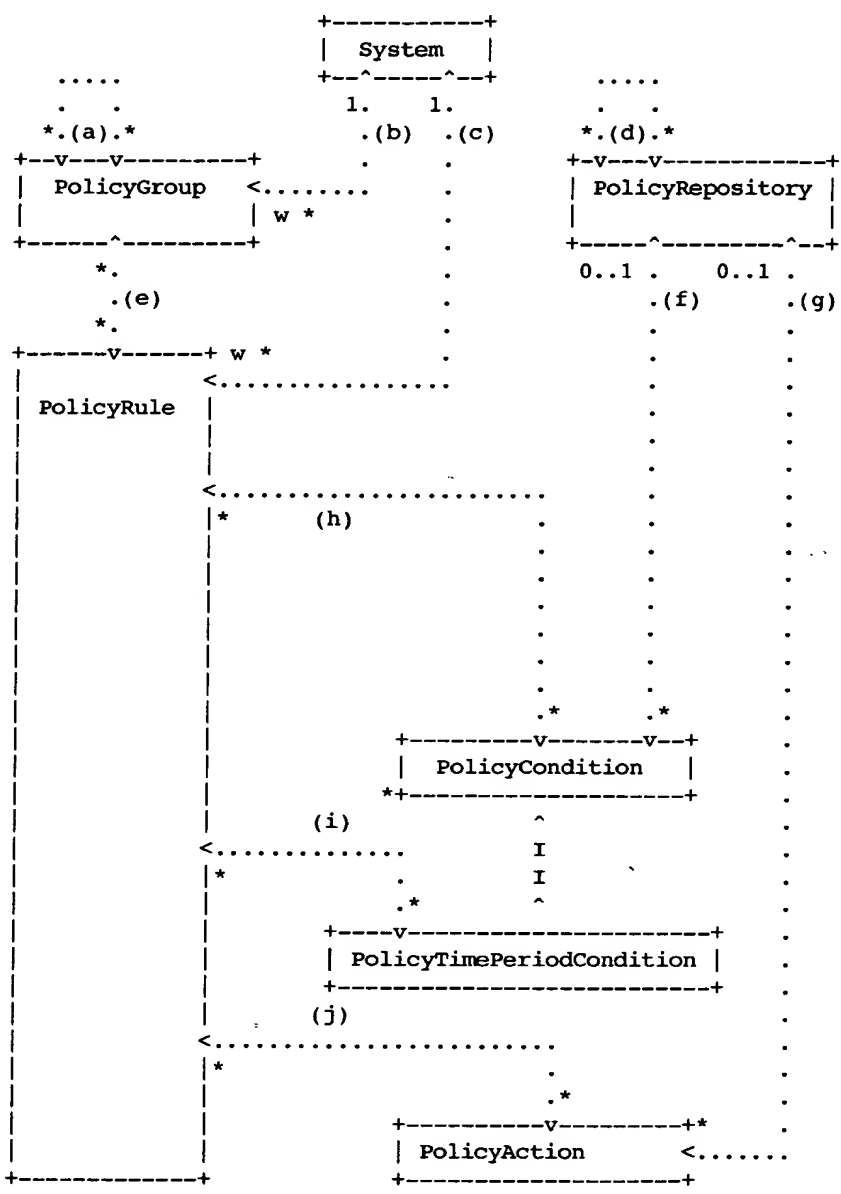 System
1. 1.
*.(a).* .(b) .(c) *.(d).*
PolicyGroup
w *
PolicyRepository
*. 0..1 0..1
.(e) .(f) .(g)
*.
w *
PolicyRule
* (h)
.* .*
PolicyCondition
*
(i)
I
* I
.*
PolicyTimePeriodCondition
(j)
*
.*
*
PolicyAction